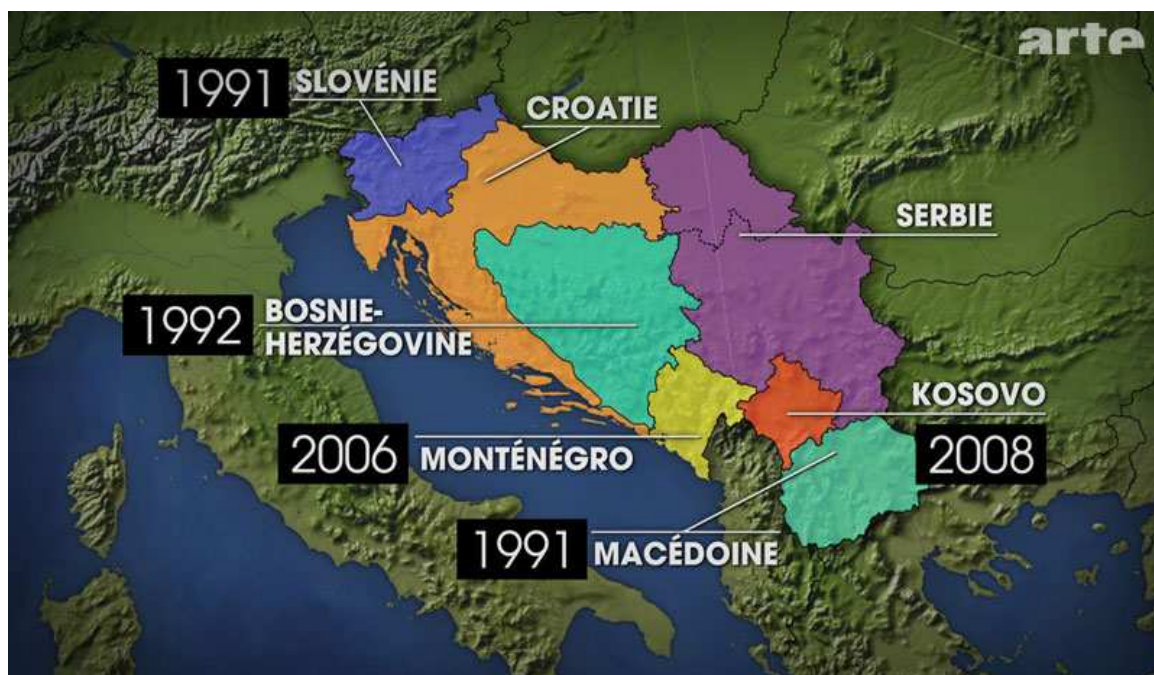 arte
1991 SLOVÉNIE
CROATIE
SERBIE
1992 BOSNIE-
HERZÉGOVINE
KOSOVO
2008
2006 MONTÉNÉGRO
1991 MACÉDOINE